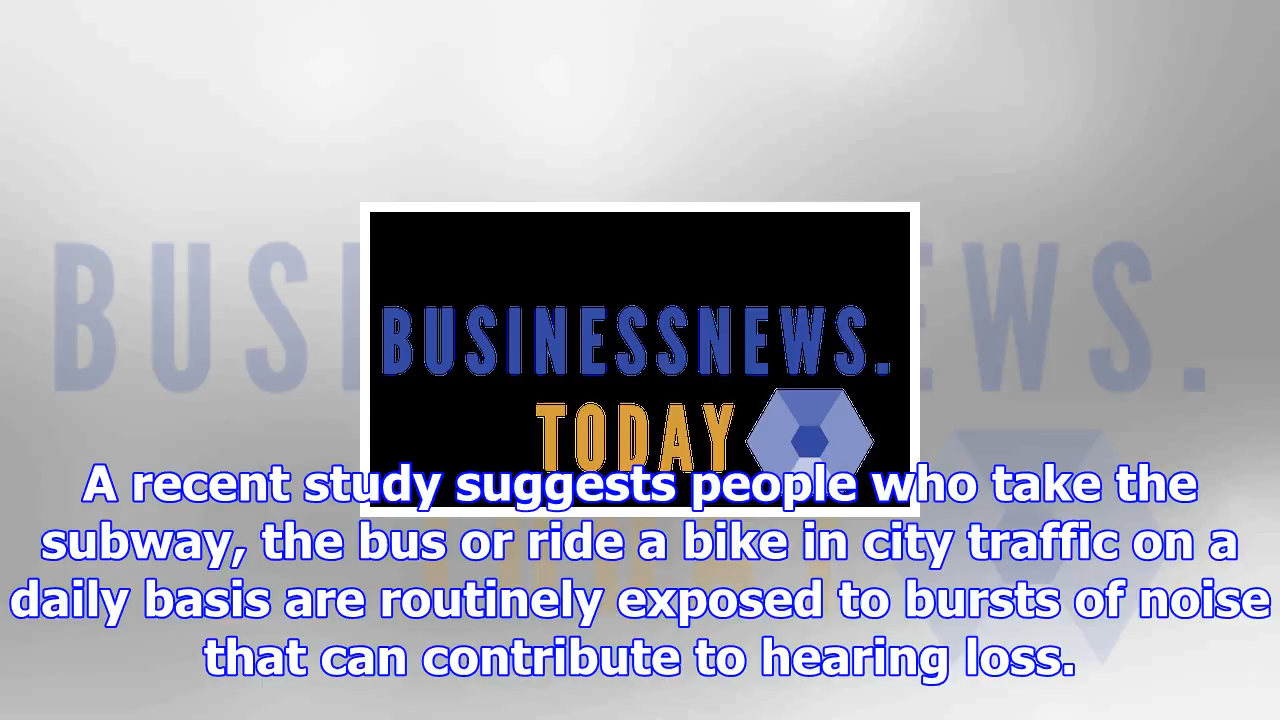 BUSINESSNEWS.
TODAY
A recent study suggests people who take the
subway, the bus or ride a bike in city traffic on a
daily basis are routinely exposed to bursts of noise
that can contribute to hearing loss.